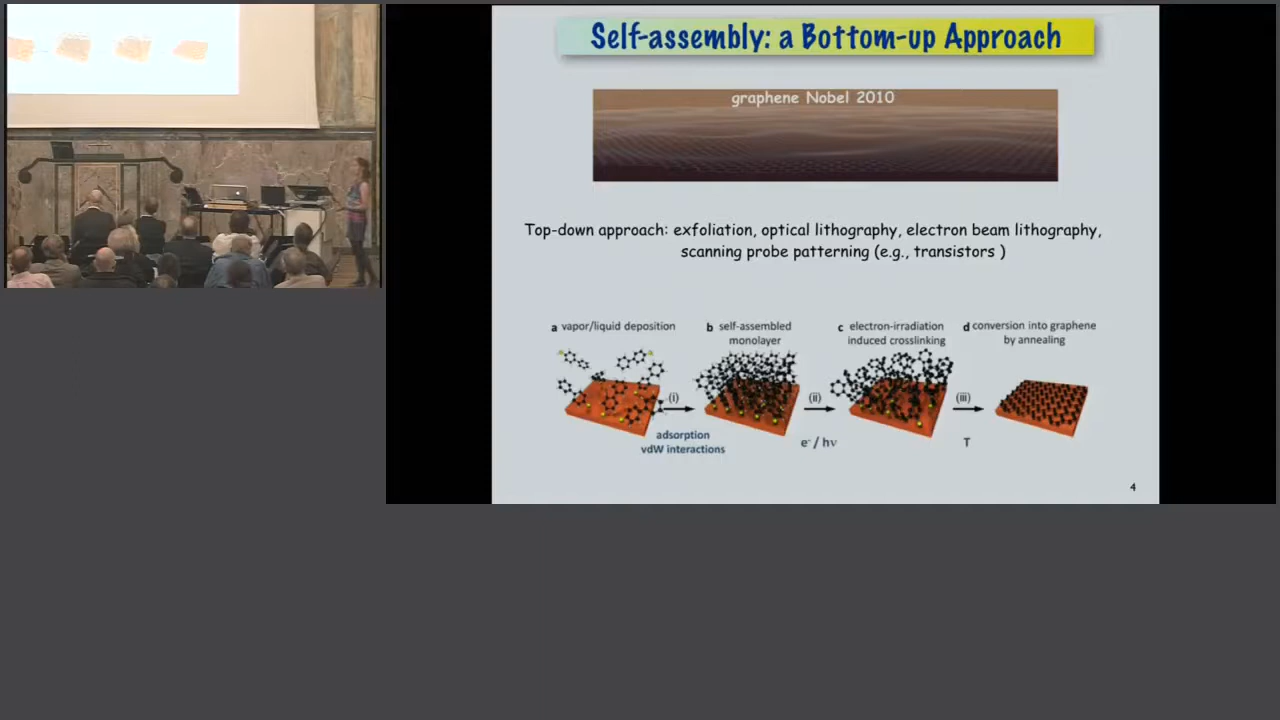 Self-assembly: a Bottom-up Approach
graphene Nobel 2010
Top-down approach: exfoliation, optical lithography, electron beam lithography,
scanning probe patterning (e.g., transistors )
a vapor/liquid deposition
b self-assembled
monolayer
c electron-irradiation
induced crosslinking
d conversion into graphene
by annealing
(i)
(ii)
(iii)
adsorption
vdW interactions
e⁻ / hν
T
4